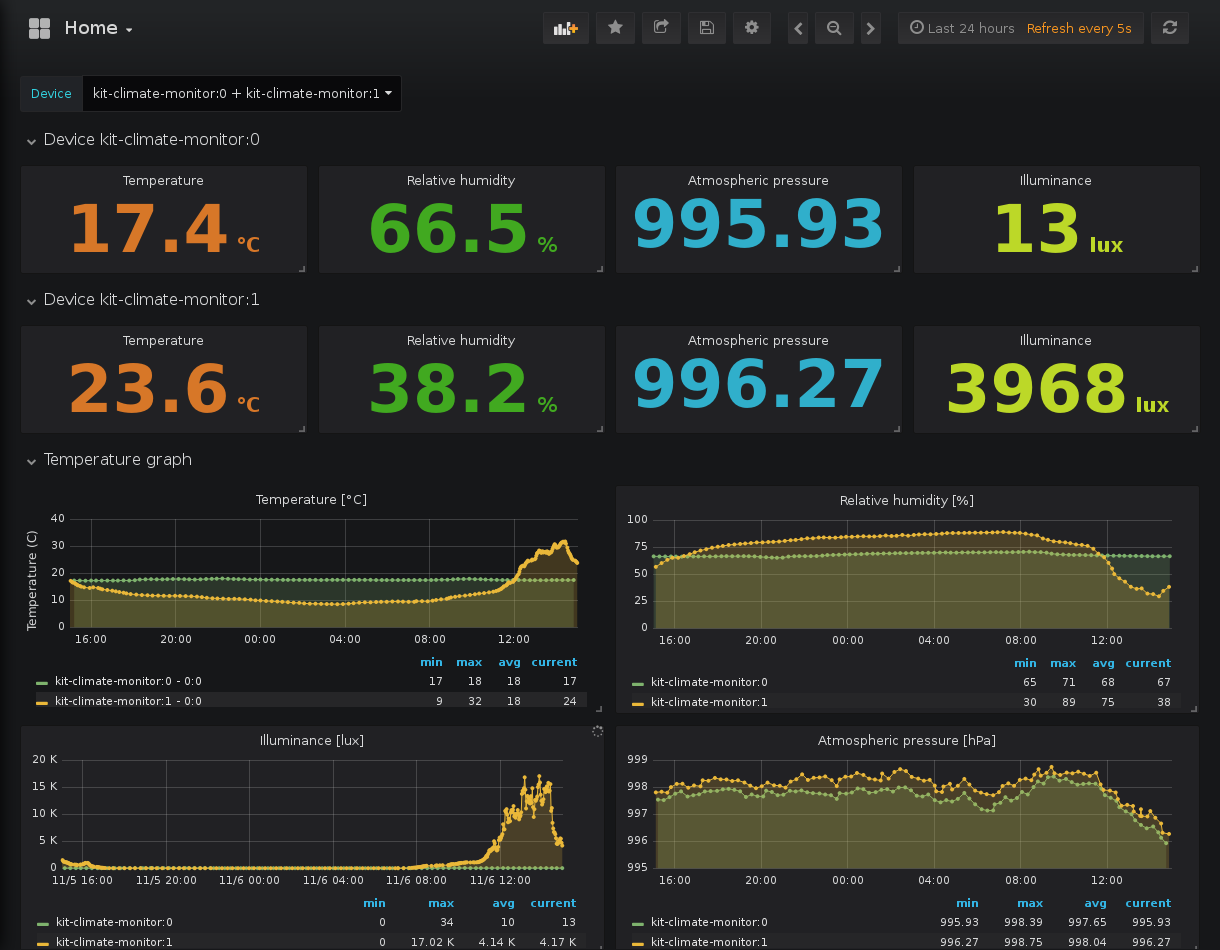 Home
Last 24 hours Refresh every 5s
Device kit-climate-monitor:0 + kit-climate-monitor:1
Device kit-climate-monitor:0
Temperature Relative humidity Atmospheric pressure Illuminance
17.4 °C 66.5 % 995.93 13 lux
Device kit-climate-monitor:1
Temperature Relative humidity Atmospheric pressure Illuminance
23.6 °C 38.2 % 996.27 3968 lux
Temperature graph
Temperature [°C]
Temperature (C)
40
30
20
10
0
16:00 20:00 00:00 04:00 08:00 12:00
min max avg current
kit-climate-monitor:0 - 0:0 17 18 18 17
kit-climate-monitor:1 - 0:0 9 32 18 24
Relative humidity [%]
100
75
50
25
0
16:00 20:00 00:00 04:00 08:00 12:00
min max avg current
kit-climate-monitor:0 65 71 68 67
kit-climate-monitor:1 30 89 75 38
Illuminance [lux]
20 K
15 K
10 K
5 K
0
11/5 16:00 11/5 20:00 11/6 00:00 11/6 04:00 11/6 08:00 11/6 12:00
min max avg current
kit-climate-monitor:0 0 34 10 13
kit-climate-monitor:1 0 17.02 K 4.14 K 4.17 K
Atmospheric pressure [hPa]
999
998
997
996
995
16:00 20:00 00:00 04:00 08:00 12:00
min max avg current
kit-climate-monitor:0 995.93 998.39 997.65 995.93
kit-climate-monitor:1 996.27 998.75 998.04 996.27